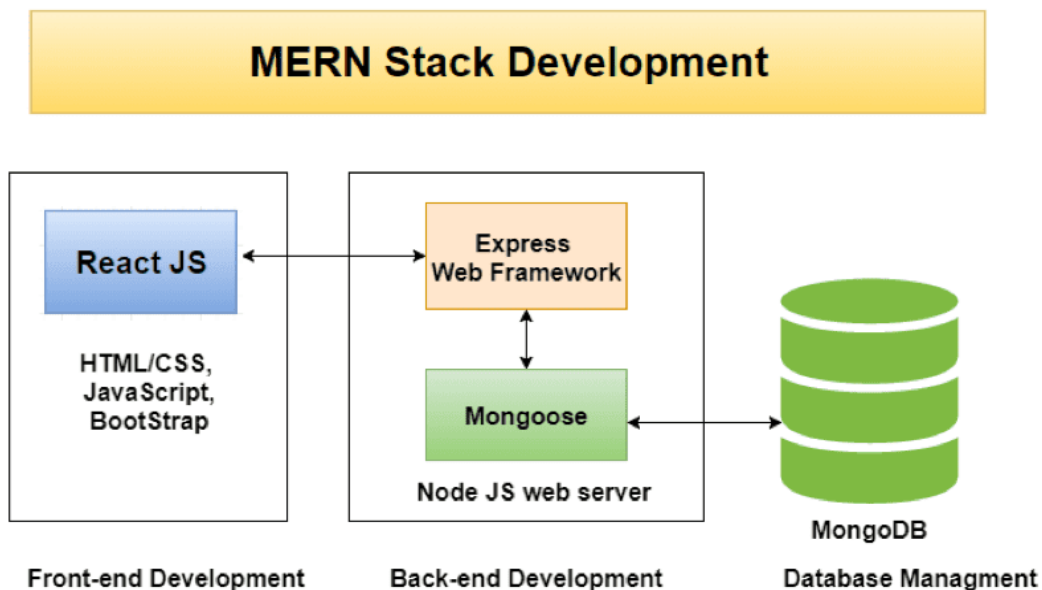 MERN Stack Development
React JS
HTML/CSS,
JavaScript,
BootStrap
Express
Web Framework
Mongoose
Node JS web server
MongoDB
Front-end Development
Back-end Development
Database Managment